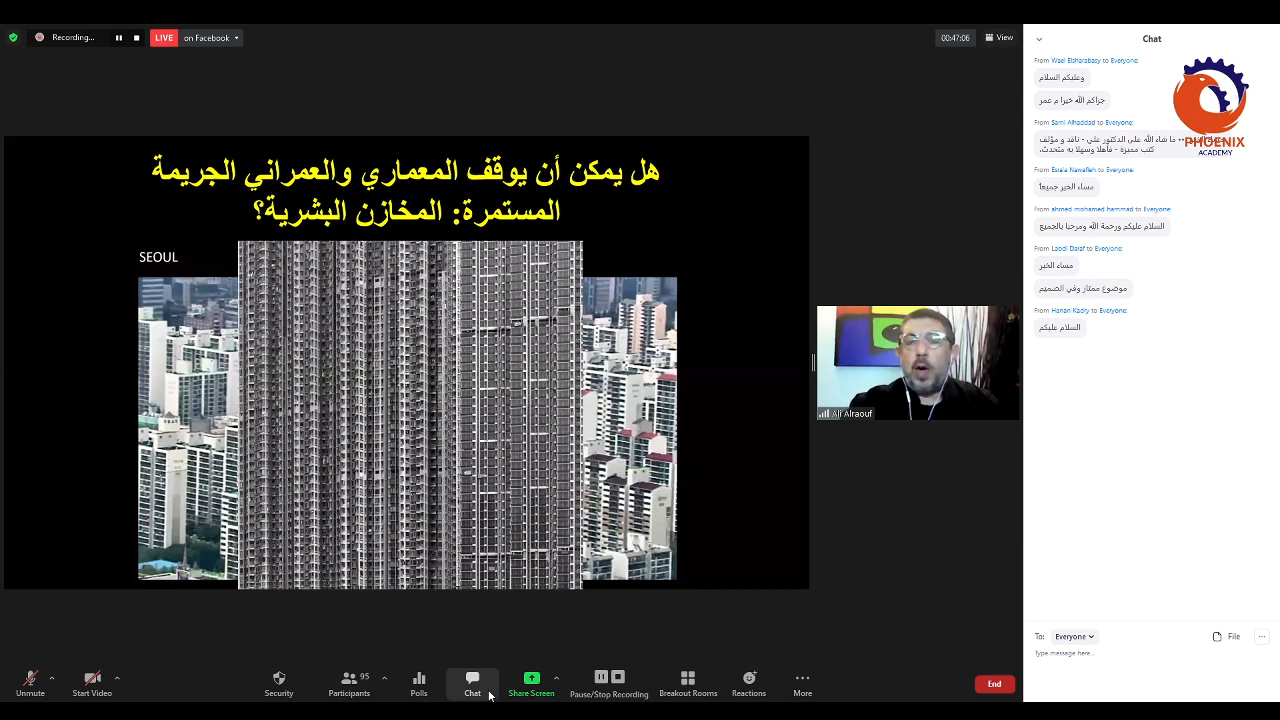 Recording...
LIVE
on Facebook
00:47:06
View
هل يمكن أن يوقف المعماري والعمراني الجريمة
المستمرة: المخازن البشرية؟
SEOUL
Ali Alraouf
Chat
From Wael Elsharabasy to Everyone:
وعليكم السلام
جزاكم الله خيرا م عمر
From Sami Alhaddad to Everyone:
ما شاء الله على الدكتور علي - ناقد و مؤلف
كتب مميزة - فأهلا وسهلا به متحدث،
From Esra'a Nawafleh to Everyone:
مساء الخير جميعاً
From ahmed mohamed hammad to Everyone:
السلام عليكم ورحمة الله ومرحبا بالجميع
From Labdi Daraf to Everyone:
مساء الخير
موضوع ممتاز وفي الصميم
From Hanan Kadry to Everyone:
السلام عليكم
PHOENIX
ACADEMY
To: Everyone
File
Type message here...
Unmute
Start Video
Security
95
Participants
Polls
Chat
Share Screen
Pause/Stop Recording
Breakout Rooms
Reactions
More
End